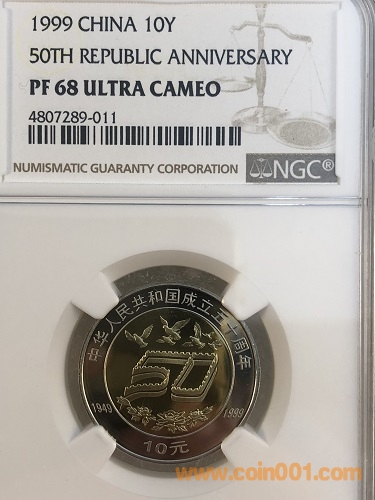 1999 CHINA 10Y
50TH REPUBLIC ANNIVERSARY
PF 68 ULTRA CAMEO
4807289-011
NUMISMATIC GUARANTY CORPORATION
NGC®
中华人民共和国成立五十周年
50
1949
1999
10元
www.coin001.com